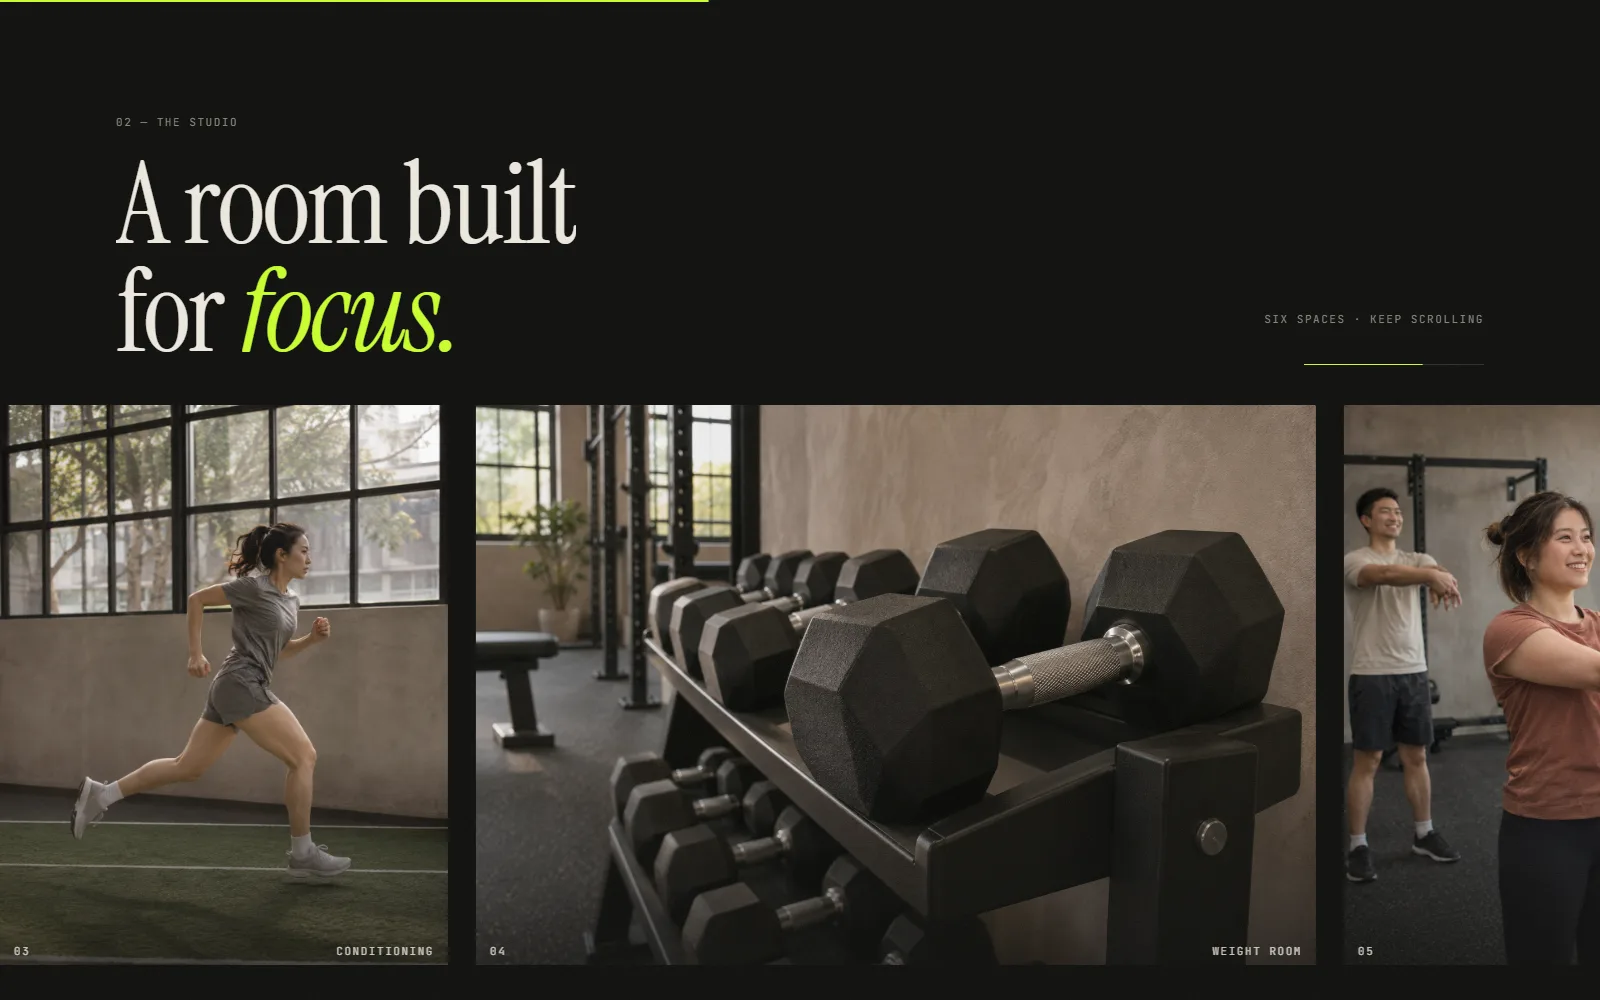 02 — THE STUDIO
A room built
for focus.
SIX SPACES · KEEP SCROLLING
03
CONDITIONING
04
WEIGHT ROOM
05